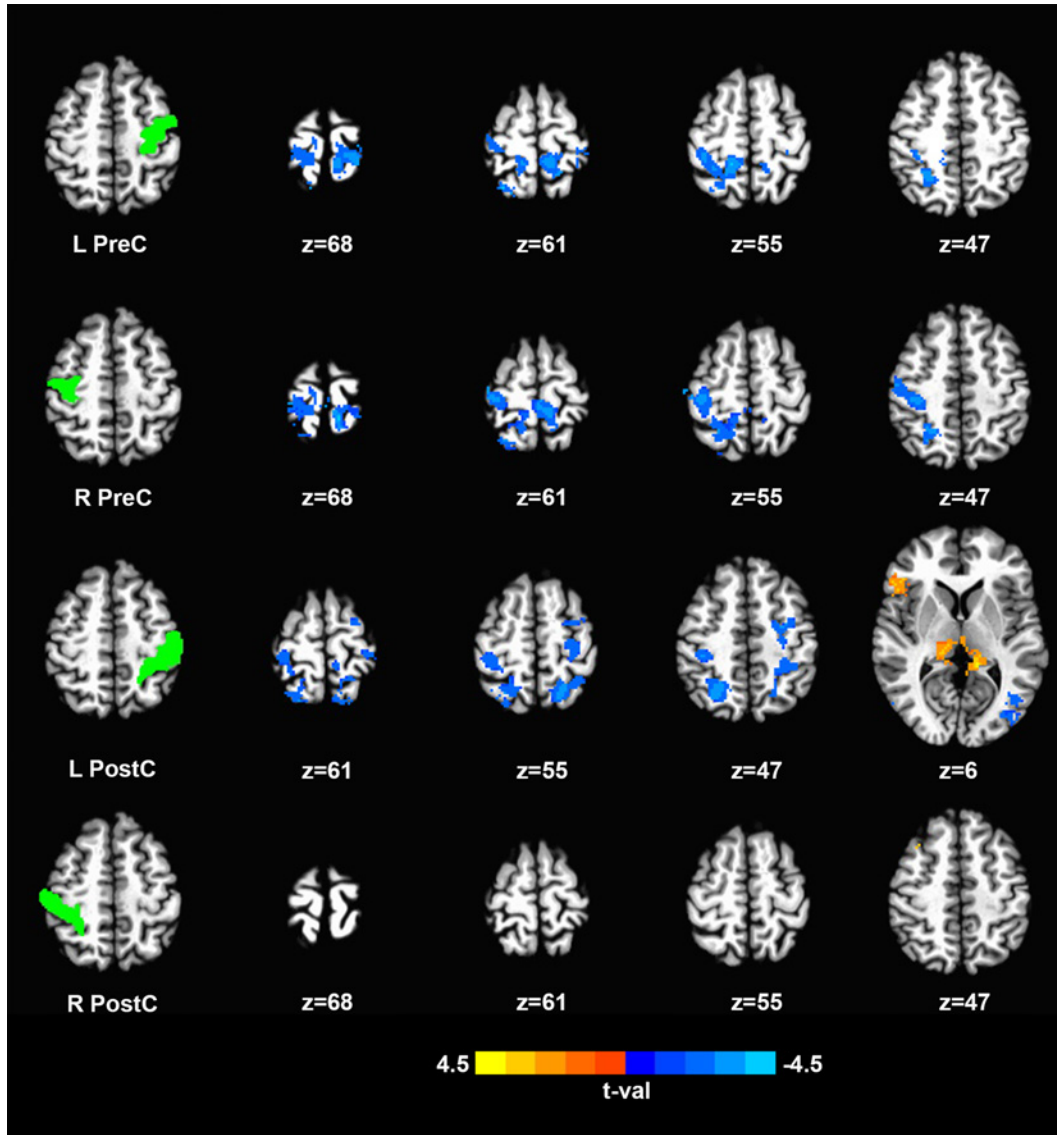 L PreC z=68 z=61 z=55 z=47
R PreC z=68 z=61 z=55 z=47
L PostC z=61 z=55 z=47 z=6
R PostC z=68 z=61 z=55 z=47
4.5 -4.5
t-val